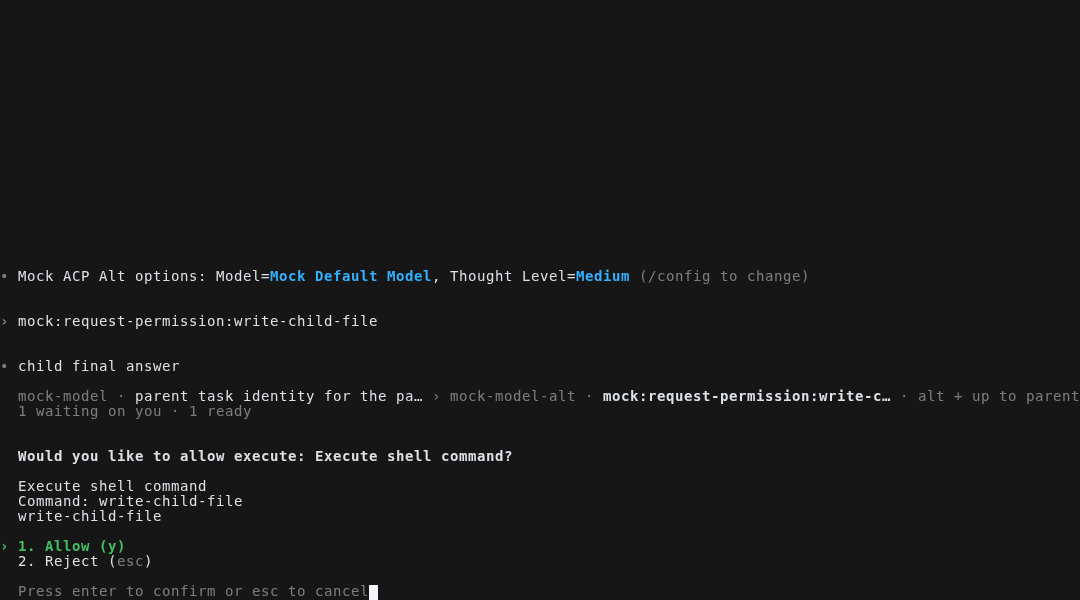 • Mock ACP Alt options: Model=Mock Default Model, Thought Level=Medium (/config to change)
› mock:request-permission:write-child-file
• child final answer
mock-model · parent task identity for the pa… › mock-model-alt · mock:request-permission:write-c… · alt + up to parent
1 waiting on you · 1 ready
Would you like to allow execute: Execute shell command?
Execute shell command
Command: write-child-file
write-child-file
› 1. Allow (y)
2. Reject (esc)
Press enter to confirm or esc to cancel